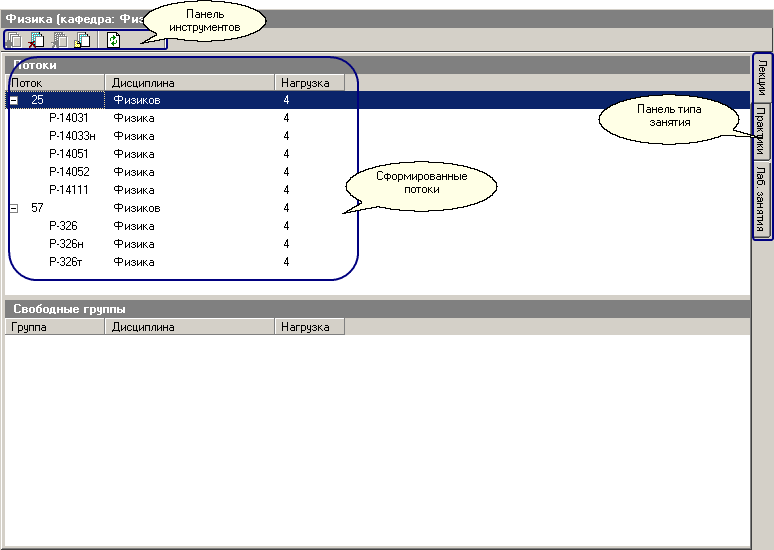 Физика (кафедра: Физ
Панель
инструментов
Потоки
Поток Дисциплина Нагрузка
25 Физиков 4
Р-14031 Физика 4
Р-14033н Физика 4
Р-14051 Физика 4
Р-14052 Физика 4
Р-14111 Физика 4
57 Физиков 4
Р-326 Физика 4
Р-326н Физика 4
Р-326т Физика 4
Сформированные
потоки
Панель типа
занятия
Лекции
Практики
Лаб. занятия
Свободные группы
Группа Дисциплина Нагрузка